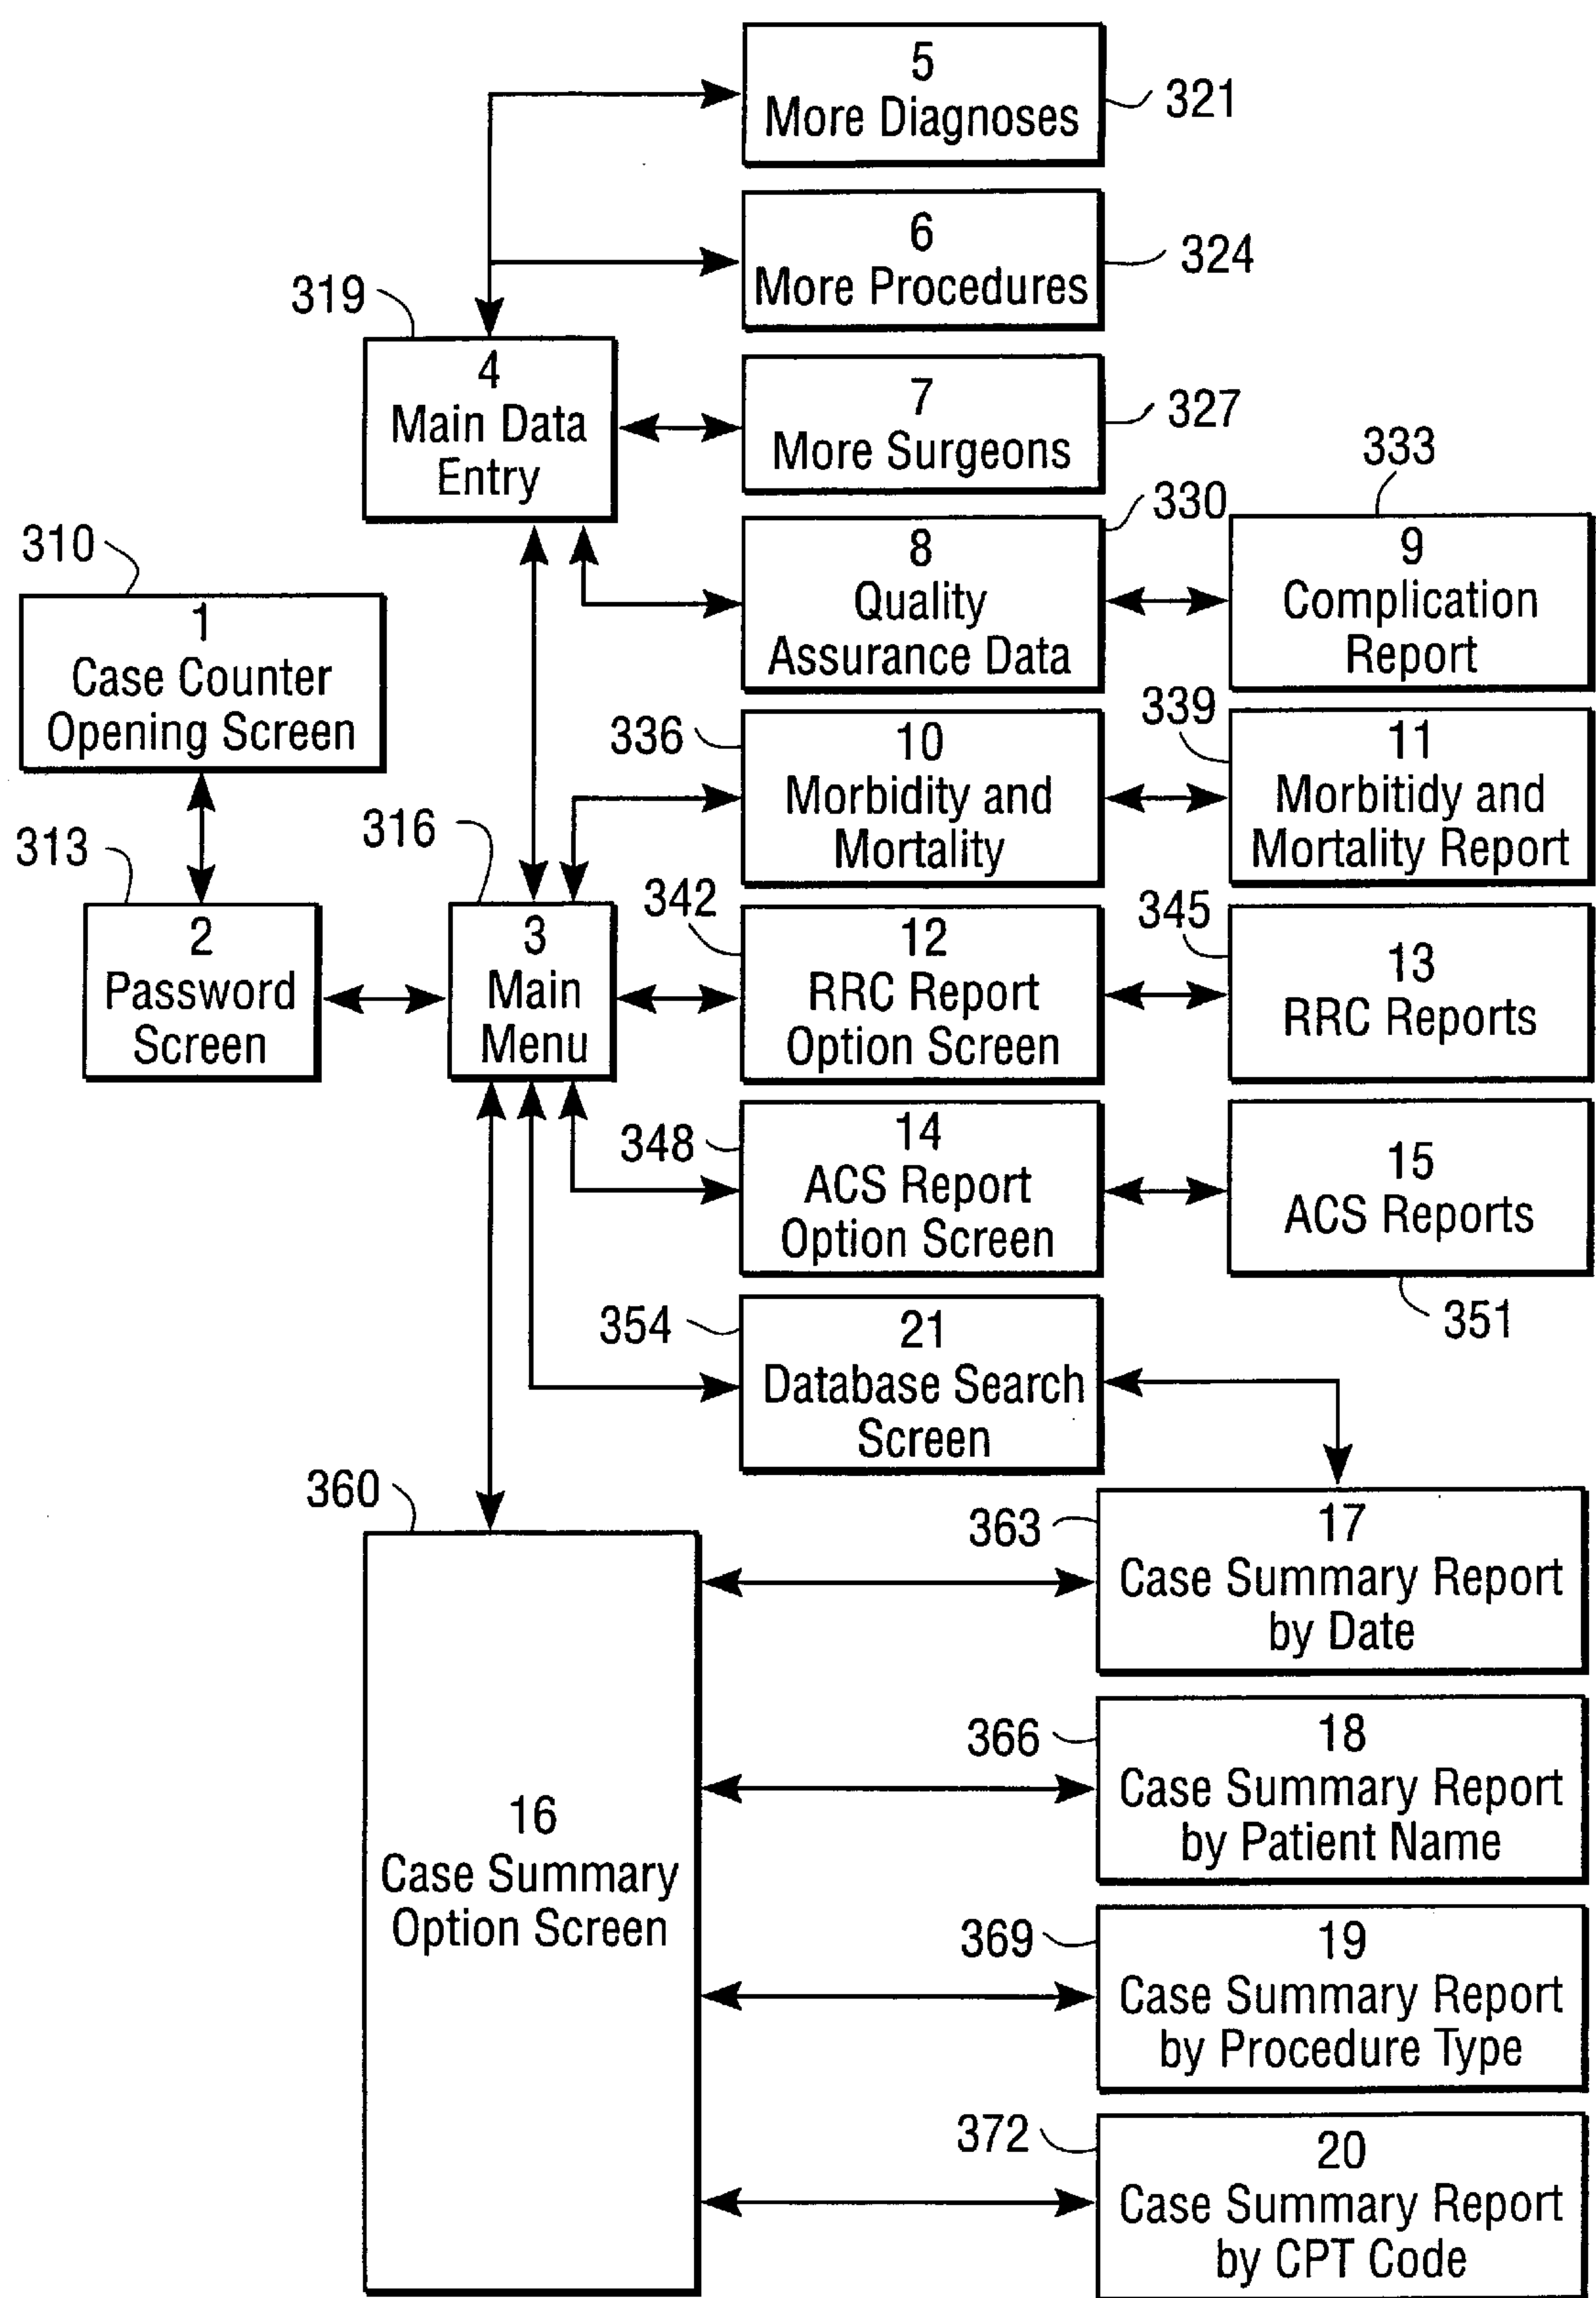 5
More Diagnoses
321
6
More Procedures
324
319
4
Main Data
Entry
7
More Surgeons
327
333
330
310
8
Quality
Assurance Data
9
Complication
Report
1
Case Counter
Opening Screen
336
339
10
Morbidity and
Mortality
11
Morbitidy and
Mortality Report
313
316
342
345
2
Password
Screen
3
Main
Menu
12
RRC Report
Option Screen
13
RRC Reports
348
14
ACS Report
Option Screen
15
ACS Reports
351
354
21
Database Search
Screen
360
363
17
Case Summary Report
by Date
366
18
Case Summary Report
by Patient Name
16
Case Summary
Option Screen
369
19
Case Summary Report
by Procedure Type
372
20
Case Summary Report
by CPT Code